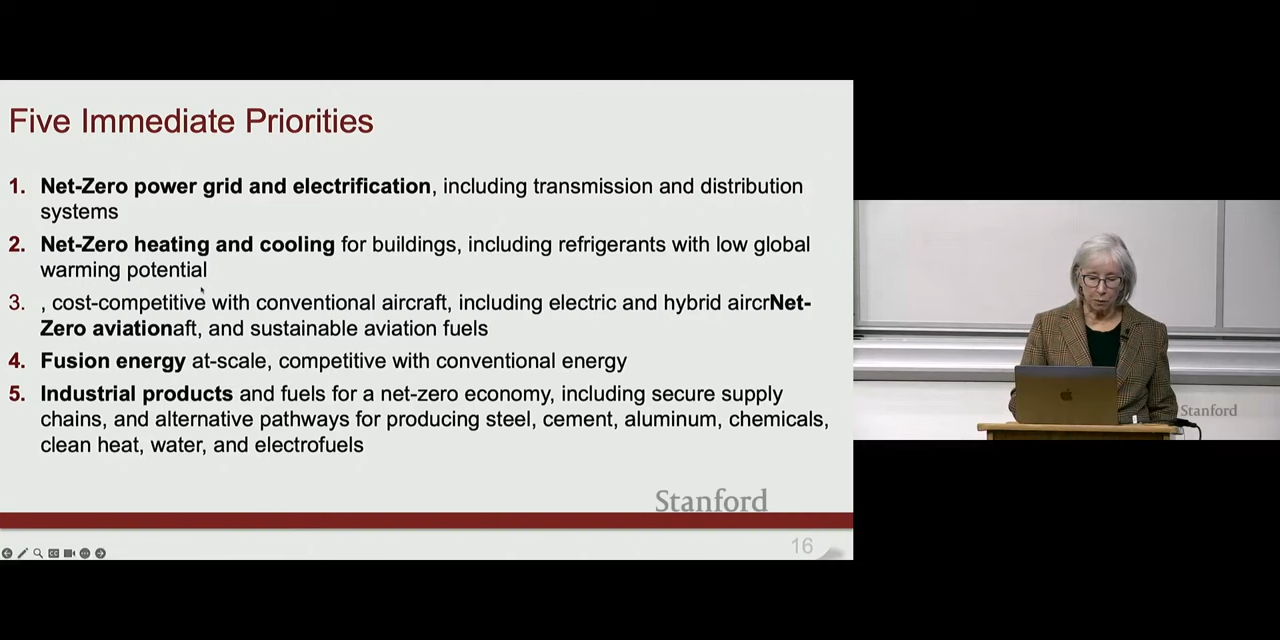 Five Immediate Priorities
1. Net-Zero power grid and electrification, including transmission and distribution
systems
2. Net-Zero heating and cooling for buildings, including refrigerants with low global
warming potential
3. , cost-competitive with conventional aircraft, including electric and hybrid aircrNet-
Zero aviationaft, and sustainable aviation fuels
4. Fusion energy at-scale, competitive with conventional energy
5. Industrial products and fuels for a net-zero economy, including secure supply
chains, and alternative pathways for producing steel, cement, aluminum, chemicals,
clean heat, water, and electrofuels
Stanford
16
Stanford